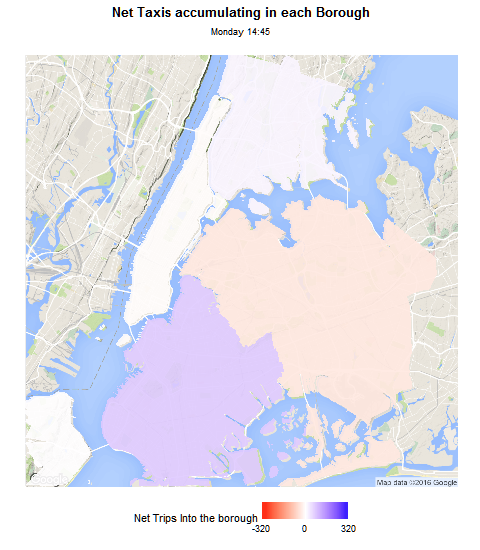 Net Taxis accumulating in each Borough
Monday 14:45
Map data ©2016 Google
Net Trips Into the borough
-320 0 320